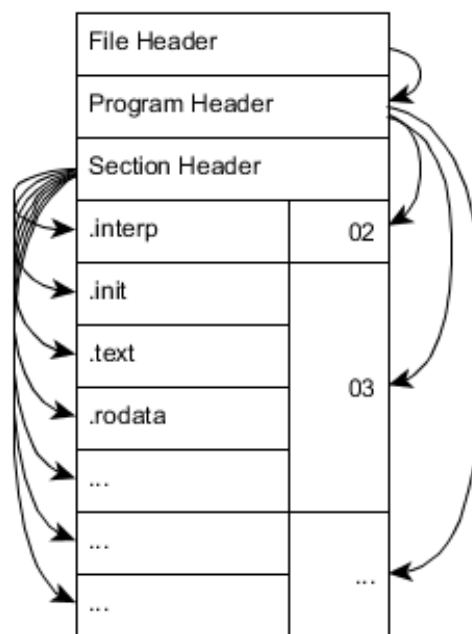 File Header
Program Header
Section Header
.interp 02
.init
.text
.rodata 03
...
...
... ...